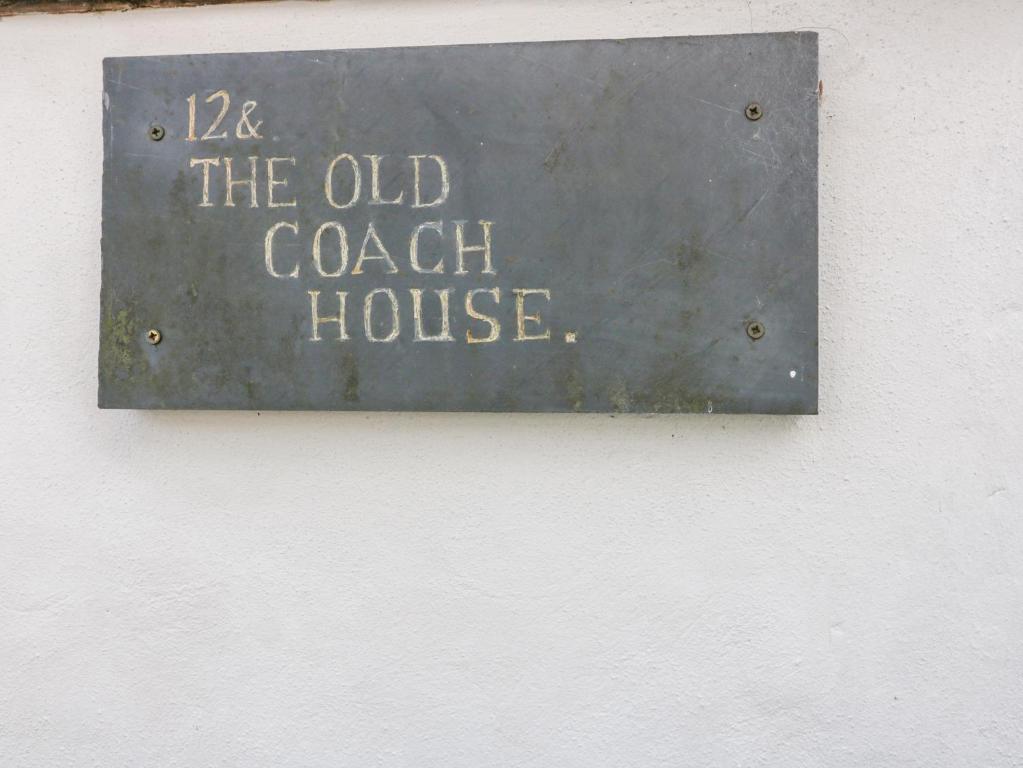 12&
THE OLD
COACH
HOUSE.